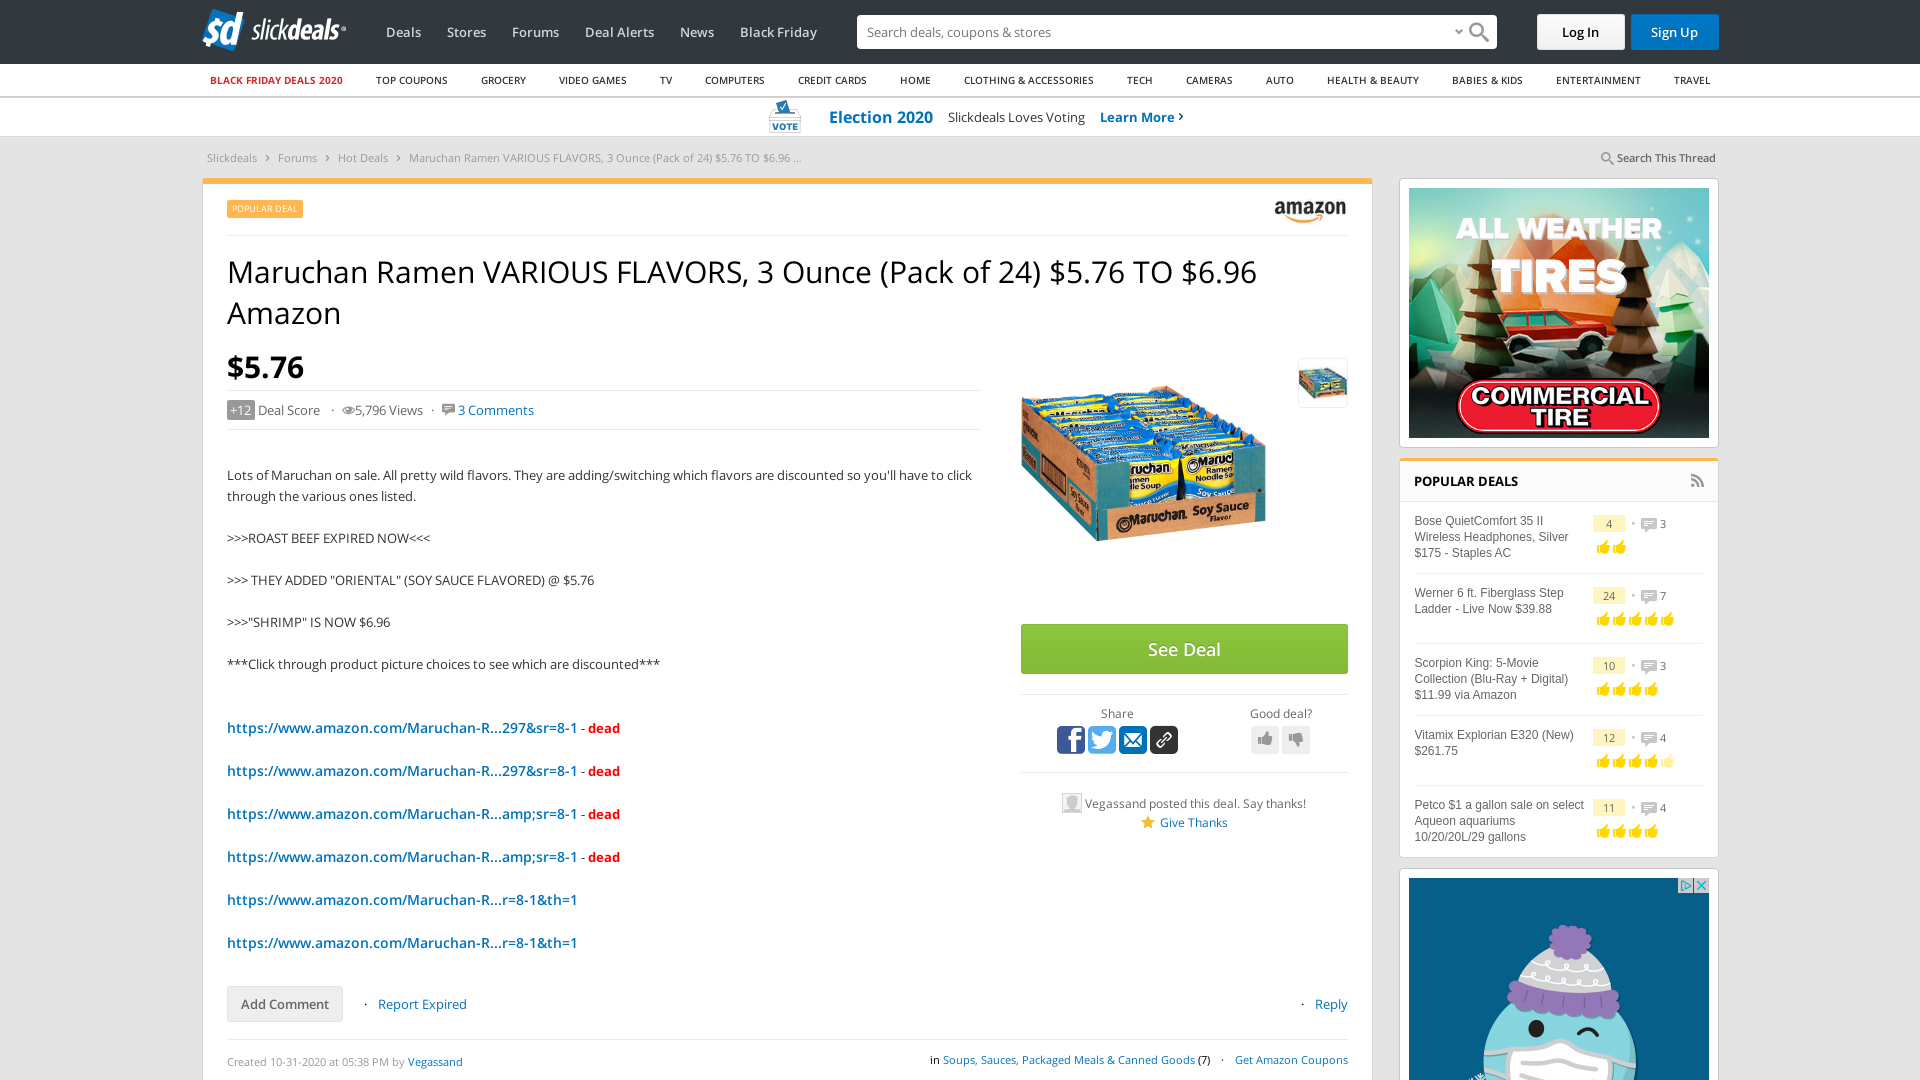 slickdeals
Deals
Stores
Forums
Deal Alerts
News
Black Friday
Search deals, coupons & stores
Log In
Sign Up
BLACK FRIDAY DEALS 2020
TOP COUPONS
GROCERY
VIDEO GAMES
TV
COMPUTERS
CREDIT CARDS
HOME
CLOTHING & ACCESSORIES
TECH
CAMERAS
AUTO
HEALTH & BEAUTY
BABIES & KIDS
ENTERTAINMENT
TRAVEL
VOTE
Election 2020 Slickdeals Loves Voting Learn More ›
Slickdeals › Forums › Hot Deals › Maruchan Ramen VARIOUS FLAVORS, 3 Ounce (Pack of 24) $5.76 TO $6.96 ...
Search This Thread
POPULAR DEAL
amazon
Maruchan Ramen VARIOUS FLAVORS, 3 Ounce (Pack of 24) $5.76 TO $6.96
Amazon
$5.76
+12 Deal Score · 5,796 Views · 3 Comments
Lots of Maruchan on sale. All pretty wild flavors. They are adding/switching which flavors are discounted so you'll have to click
through the various ones listed.
>>>ROAST BEEF EXPIRED NOW<<<
>>> THEY ADDED "ORIENTAL" (SOY SAUCE FLAVORED) @ $5.76
>>>"SHRIMP" IS NOW $6.96
***Click through product picture choices to see which are discounted***
https://www.amazon.com/Maruchan-R...297&sr=8-1 - dead
https://www.amazon.com/Maruchan-R...297&sr=8-1 - dead
https://www.amazon.com/Maruchan-R...amp;sr=8-1 - dead
https://www.amazon.com/Maruchan-R...amp;sr=8-1 - dead
https://www.amazon.com/Maruchan-R...r=8-1&th=1
https://www.amazon.com/Maruchan-R...r=8-1&th=1
Add Comment · Report Expired
· Reply
Created 10-31-2020 at 05:38 PM by Vegassand
in Soups, Sauces, Packaged Meals & Canned Goods (7) · Get Amazon Coupons
Maruchan. Soy Sauce
Flavor
See Deal
Share
Good deal?
Vegassand posted this deal. Say thanks!
Give Thanks
ALL WEATHER
TIRES
COMMERCIAL
TIRE
POPULAR DEALS
Bose QuietComfort 35 II
Wireless Headphones, Silver
$175 - Staples AC
4 • 3
Werner 6 ft. Fiberglass Step
Ladder - Live Now $39.88
24 • 7
Scorpion King: 5-Movie
Collection (Blu-Ray + Digital)
$11.99 via Amazon
10 • 3
Vitamix Explorian E320 (New)
$261.75
12 • 4
Petco $1 a gallon sale on select
Aqueon aquariums
10/20/20L/29 gallons
11 • 4